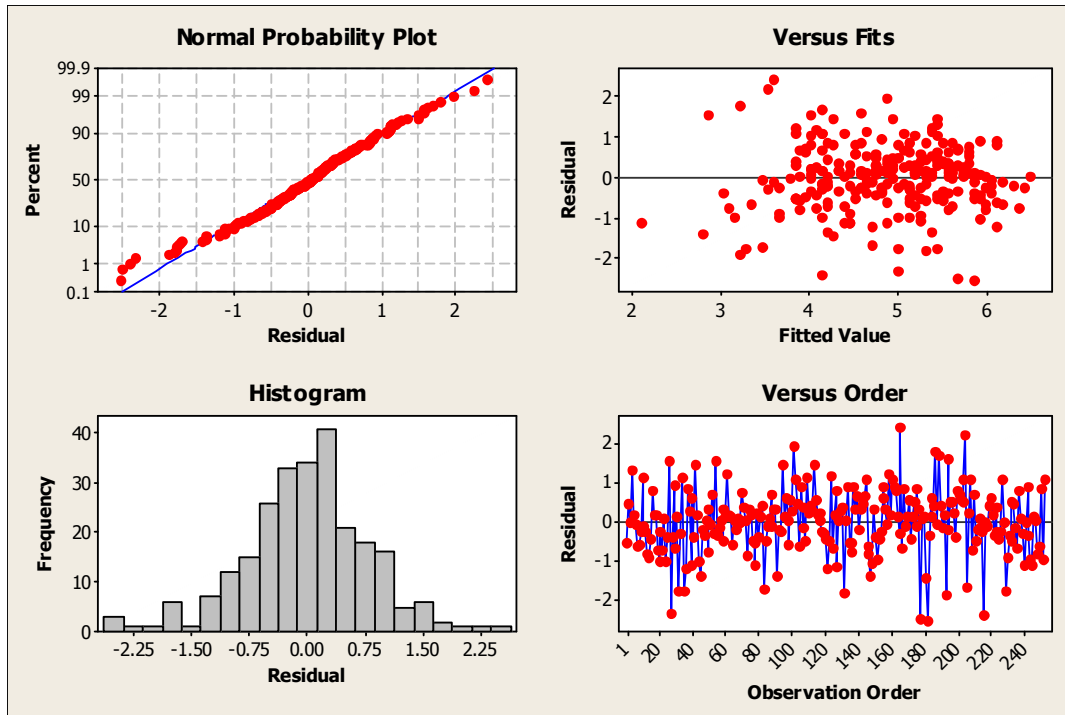 Normal Probability Plot
99.9
99
90
50
10
1
0.1
Percent
-2 -1 0 1 2
Residual
Versus Fits
2
1
0
-1
-2
Residual
2 3 4 5 6
Fitted Value
Histogram
40
30
20
10
0
Frequency
-2.25 -1.50 -0.75 0.00 0.75 1.50 2.25
Residual
Versus Order
2
1
0
-1
-2
Residual
1 20 40 60 80 100 120 140 160 180 200 220 240
Observation Order